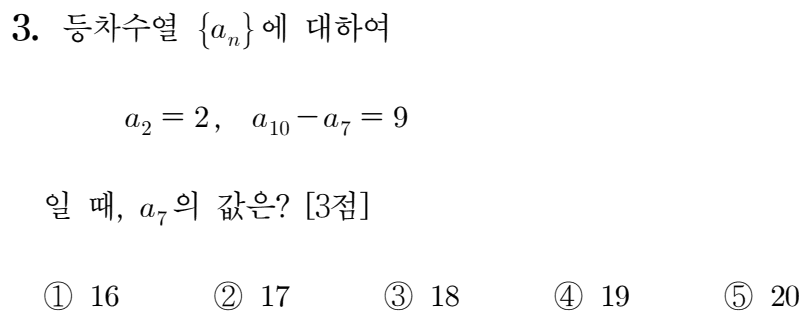 3. 등차수열 {aₙ}에 대하여
a₂ = 2, a₁₀ − a₇ = 9
일 때, a₇의 값은? [3점]
① 16 ② 17 ③ 18 ④ 19 ⑤ 20